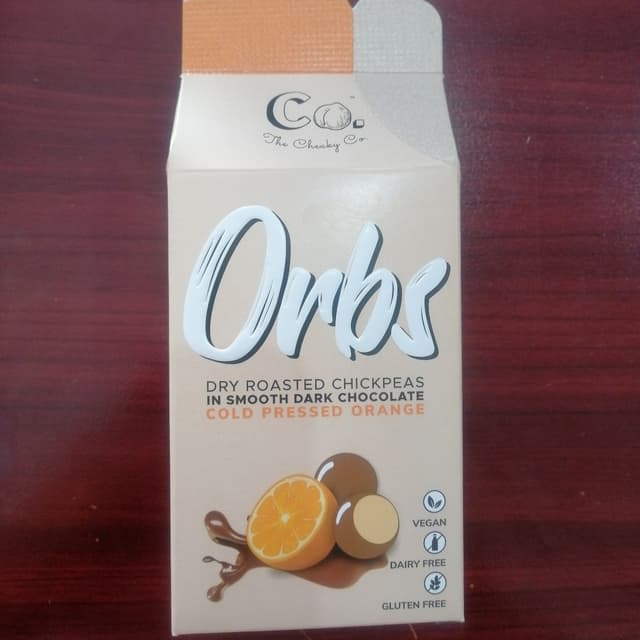 Co.
The Cheeky Co
Orbs
DRY ROASTED CHICKPEAS
IN SMOOTH DARK CHOCOLATE
COLD PRESSED ORANGE
VEGAN
DAIRY FREE
GLUTEN FREE